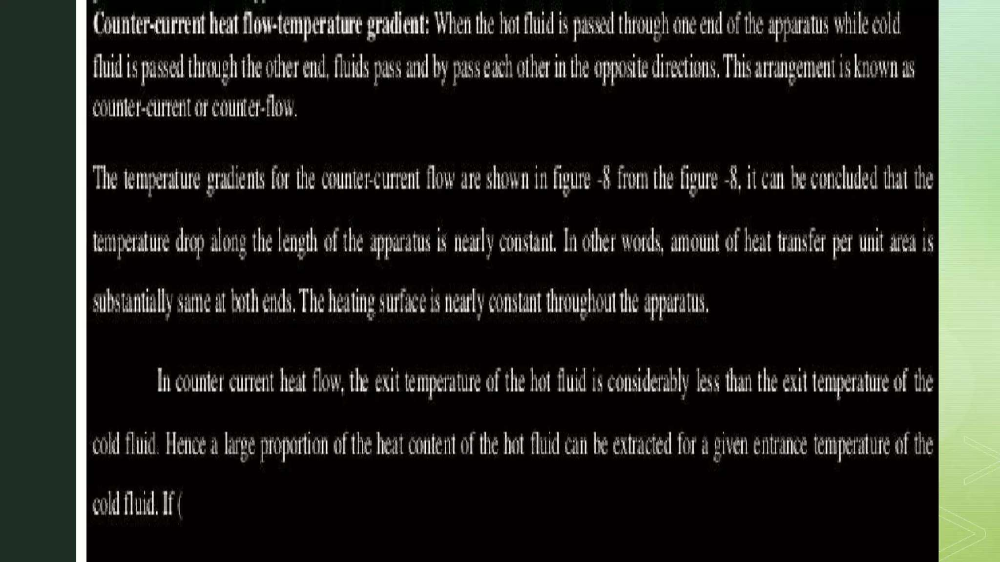 Counter-current heat flow-temperature gradient: When the hot fluid is passed through one end of the apparatus while cold
fluid is passed through the other end, fluids pass and by pass each other in the opposite directions. This arrangement is known as
counter-current or counter-flow.
The temperature gradients for the counter-current flow are shown in figure -8 from the figure -8, it can be concluded that the
temperature drop along the length of the apparatus is nearly constant. In other words, amount of heat transfer per unit area is
substantially same at both ends. The heating surface is nearly constant throughout the apparatus.
In counter current heat flow, the exit temperature of the hot fluid is considerably less than the exit temperature of the
cold fluid. Hence a large proportion of the heat content of the hot fluid can be extracted for a given entrance temperature of the
cold fluid. If (